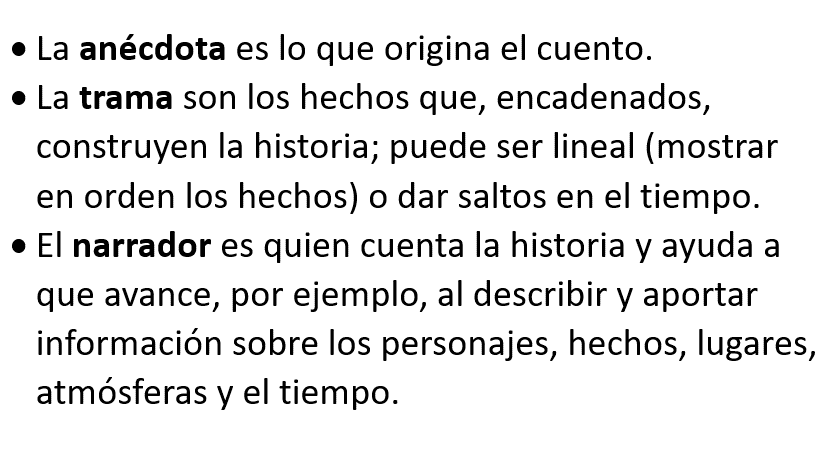 • La anécdota es lo que origina el cuento.
• La trama son los hechos que, encadenados,
construyen la historia; puede ser lineal (mostrar
en orden los hechos) o dar saltos en el tiempo.
• El narrador es quien cuenta la historia y ayuda a
que avance, por ejemplo, al describir y aportar
información sobre los personajes, hechos, lugares,
atmósferas y el tiempo.